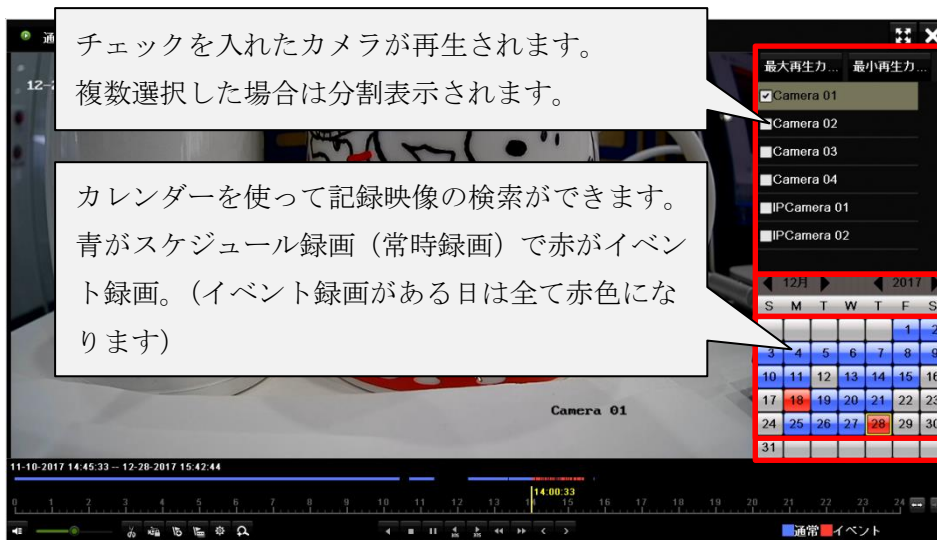 通
チェックを入れたカメラが再生されます。
複数選択した場合は分割表示されます。
12-2
最大再生力... 最小再生力...
Camera 01
Camera 02
Camera 03
Camera 04
IPCamera 01
IPCamera 02
カレンダーを使って記録映像の検索ができます。
青がスケジュール録画（常時録画）で赤がイベン
ト録画。（イベント録画がある日は全て赤色にな
ります）
12月 2017
S M T W T F S
1 2
3 4 5 6 7 8 9
10 11 12 13 14 15 16
17 18 19 20 21 22 23
24 25 26 27 28 29 30
31
Camera 01
11-10-2017 14:45:33 -- 12-28-2017 15:42:44
14:00:33
0 1 2 3 4 5 6 7 8 9 10 11 12 13 14 15 16 17 18 19 20 21 22 23 24
通常 イベント